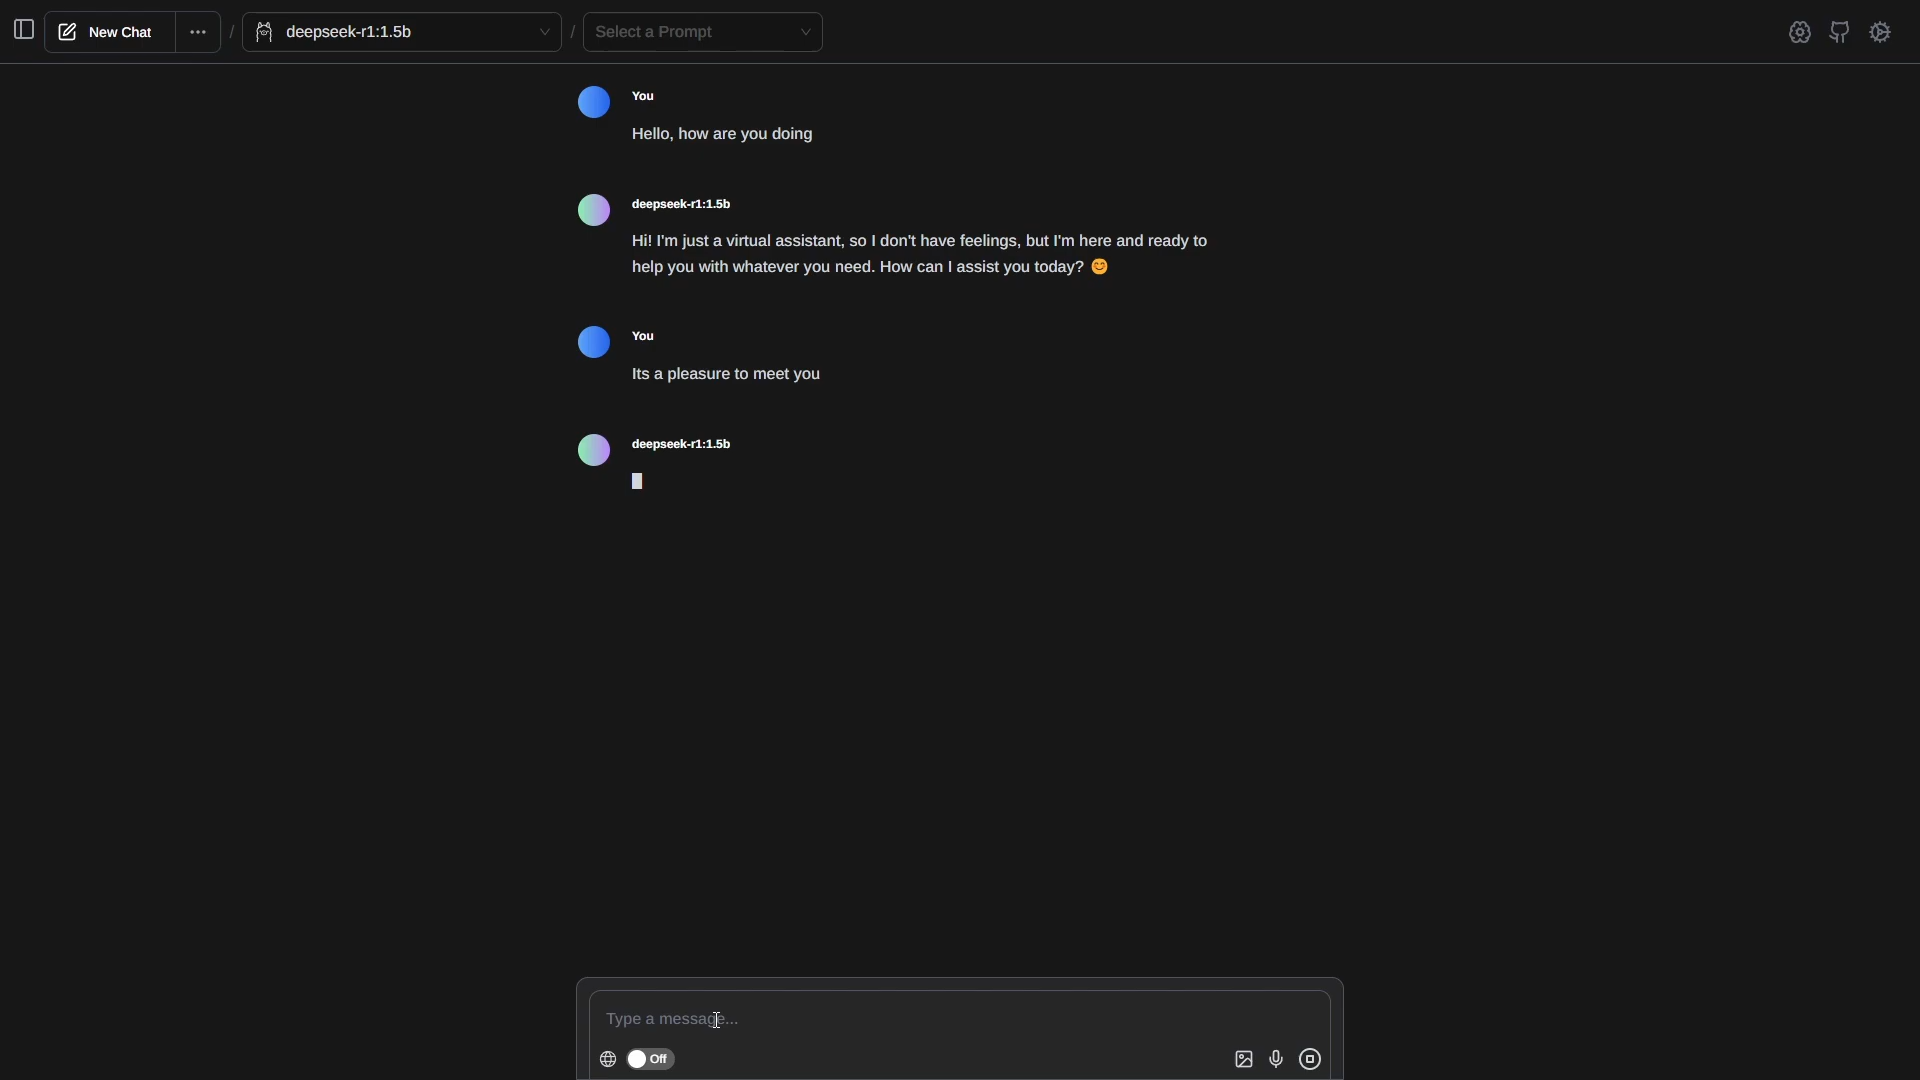 New Chat ... / deepseek-r1:1.5b / Select a Prompt
You
Hello, how are you doing
deepseek-r1:1.5b
Hi! I'm just a virtual assistant, so I don't have feelings, but I'm here and ready to
help you with whatever you need. How can I assist you today? 😊
You
Its a pleasure to meet you
deepseek-r1:1.5b
Type a message...
Off